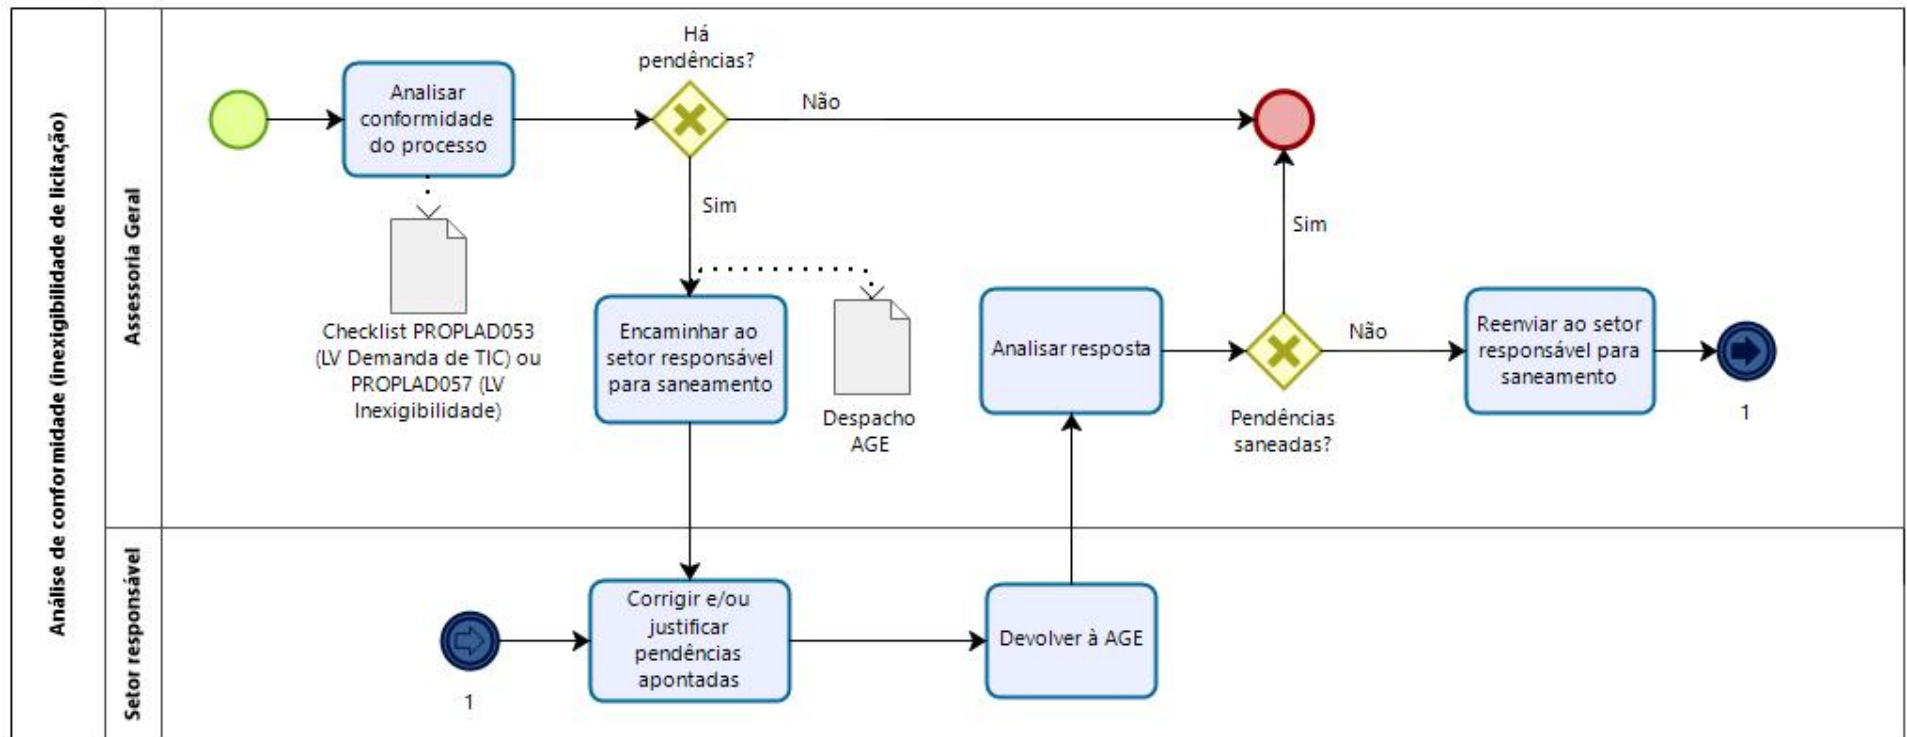 Análise de conformidade (inexigibilidade de licitação)
Assessoria Geral
Analisar
conformidade
do processo
Checklist PROPLAD053
(LV Demanda de TIC) ou
PROPLAD057 (LV
Inexigibilidade)
Há
pendências?
Não
Sim
Encaminhar ao
setor responsável
para saneamento
Despacho
AGE
Analisar resposta
Pendências
saneadas?
Sim
Não
Reenviar ao setor
responsável para
saneamento
1
Setor responsável
1
Corrigir e/ou
justificar
pendências
apontadas
Devolver à AGE